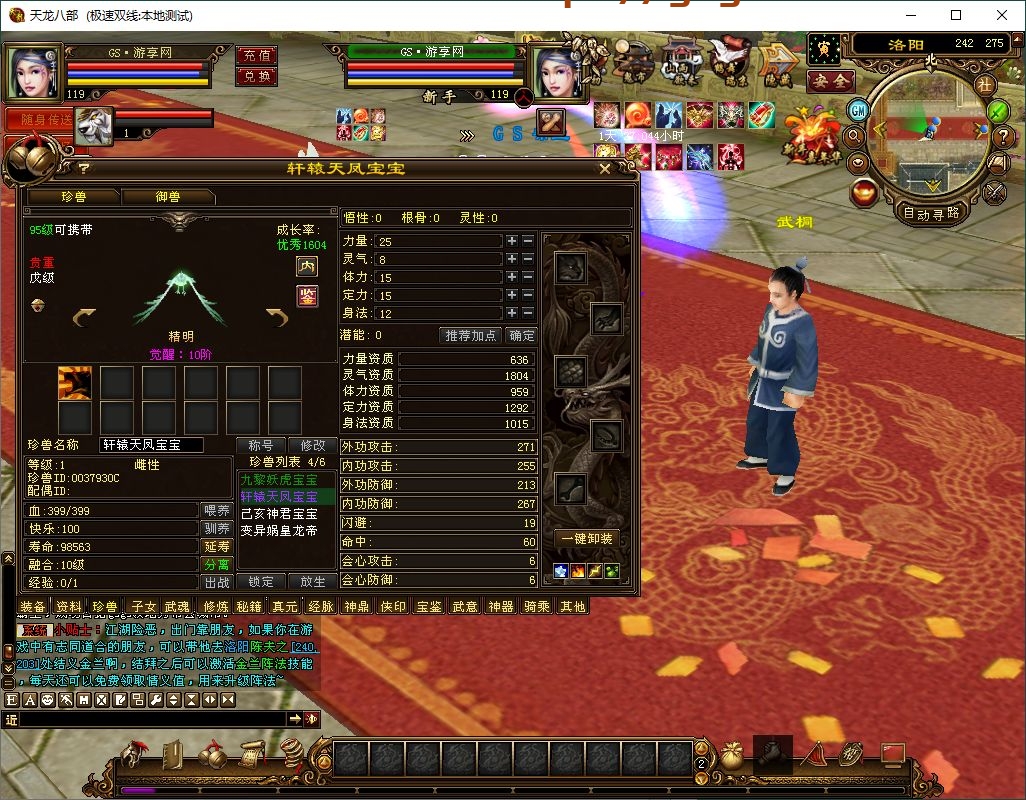 天龙八部 (极速双线:本地测试)
GS·游享网
119
充值
兑换
GS·游享网
119
新手
安全
洛阳 242 275
北
社
GM
自动寻路
随身传送
1
1天
044小时
武桐
轩辕天凤宝宝
珍兽 御兽
95级可携带
成长率:
优秀1604
贵重
戊级
内
鉴
精明
觉醒：10阶
珍兽名称 轩辕天凤宝宝
称号 修改
等级:1 雌性
珍兽ID:0037930C
配偶ID:
珍兽列表 4/6
九黎妖虎宝宝
轩辕天凤宝宝
己亥神君宝宝
变异娲皇龙帝
血:399/399 喂养
快乐:100 驯养
寿命:98563 延寿
融合:10级 分离
经验:0/1 出战
锁定 放生
悟性:0 根骨:0 灵性:0
力量:25
灵气:8
体力:15
定力:15
身法:12
潜能:0 推荐加点 确定
力量资质 636
灵气资质 1804
体力资质 959
定力资质 1292
身法资质 1015
外功攻击: 271
内功攻击: 255
外功防御: 213
内功防御: 267
闪避: 19
命中: 60
会心攻击: 6
会心防御: 6
一键卸装
装备 资料 珍兽 子女 武魂 修炼 秘籍 真元 经脉 神鼎 侠印 宝鉴 武意 神器 骑乘 其他
小贴士：江湖险恶，出门靠朋友，如果你在游
戏中有志同道合的朋友，可以带他去洛阳陈夫之[240,
203]处结义金兰啊，结拜之后可以激活金兰阵法技能
，每天还可以免费领取情义值，用来升级阵法~
近
2